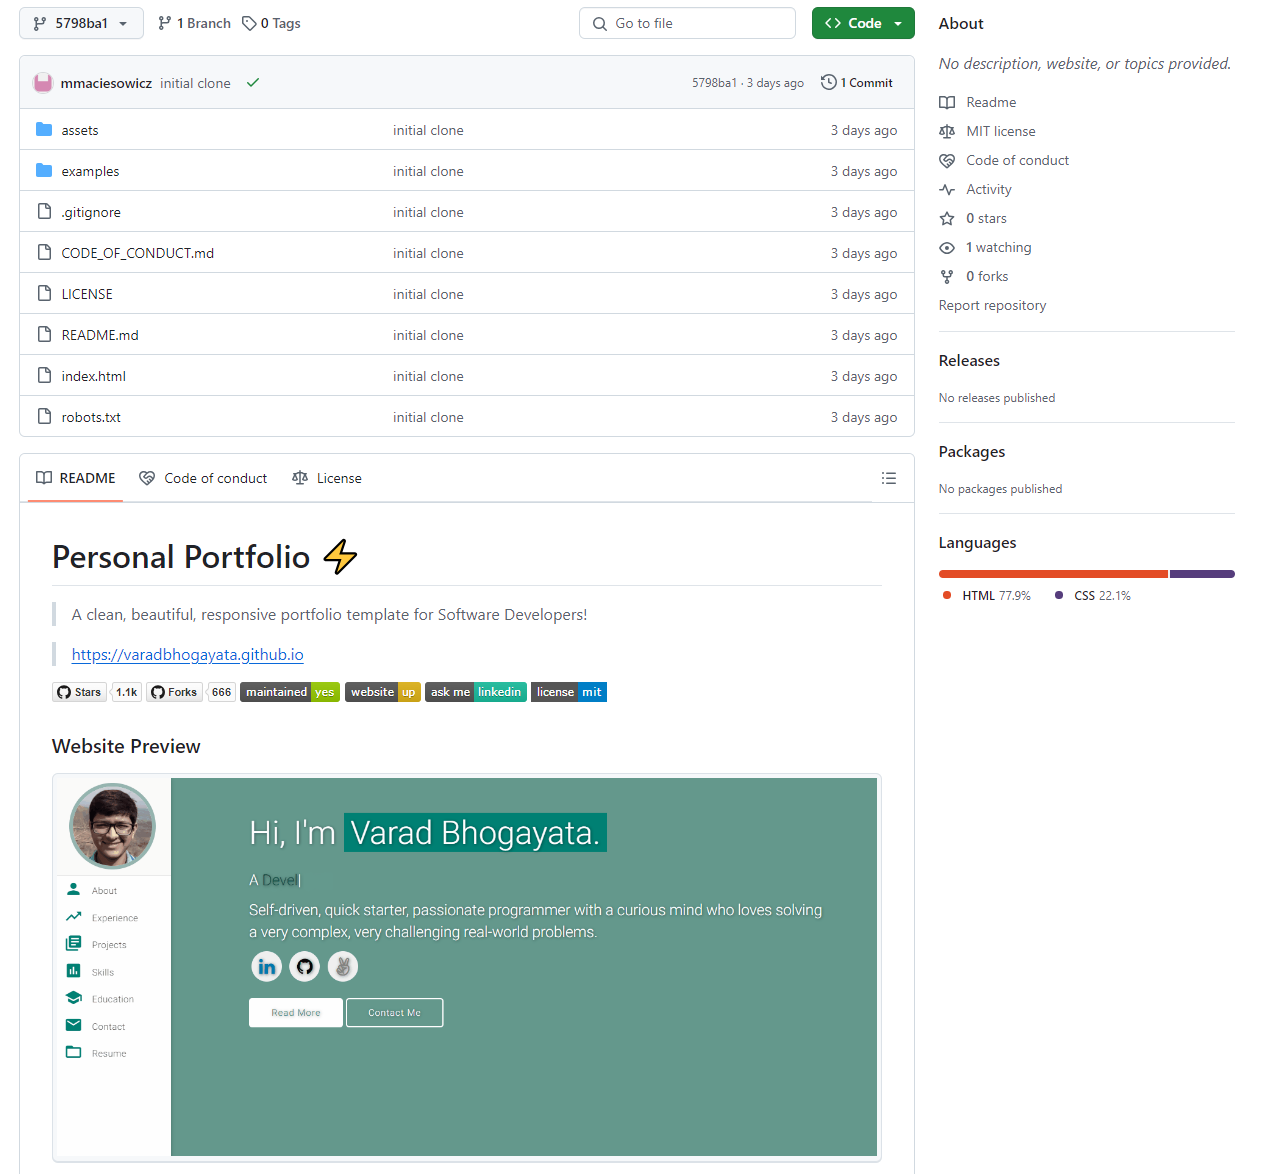 5798ba1
1 Branch
0 Tags
Go to file
Code
mmaciesowicz initial clone
5798ba1 · 3 days ago
1 Commit
assets initial clone 3 days ago
examples initial clone 3 days ago
.gitignore initial clone 3 days ago
CODE_OF_CONDUCT.md initial clone 3 days ago
LICENSE initial clone 3 days ago
README.md initial clone 3 days ago
index.html initial clone 3 days ago
robots.txt initial clone 3 days ago
README
Code of conduct
License
Personal Portfolio ⚡
A clean, beautiful, responsive portfolio template for Software Developers!
https://varadbhogayata.github.io
Stars 1.1k Forks 666 maintained yes website up ask me linkedin license mit
Website Preview
About
Experience
Projects
Skills
Education
Contact
Resume
Hi, I'm Varad Bhogayata.
A Devel|
Self-driven, quick starter, passionate programmer with a curious mind who loves solving
a very complex, very challenging real-world problems.
in
Read More
Contact Me
About
No description, website, or topics provided.
Readme
MIT license
Code of conduct
Activity
0 stars
1 watching
0 forks
Report repository
Releases
No releases published
Packages
No packages published
Languages
HTML 77.9% CSS 22.1%